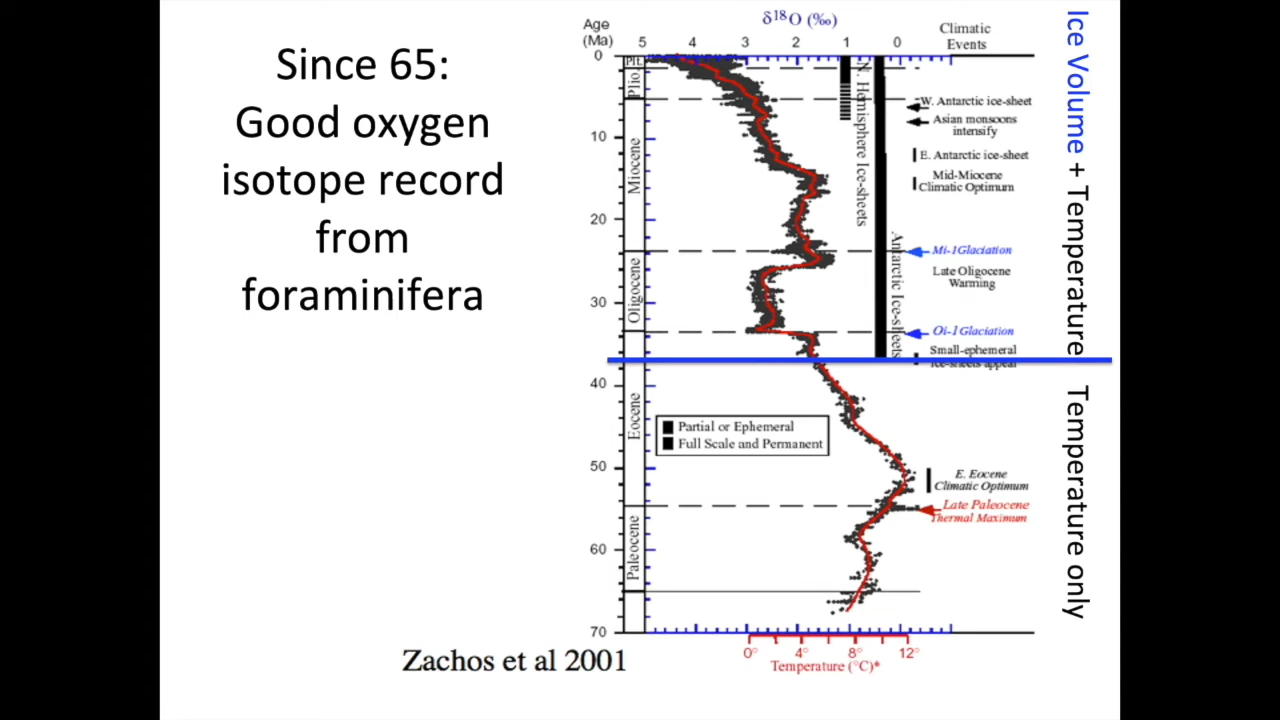 Since 65:
Good oxygen
isotope record
from
foraminifera
Zachos et al 2001
Age
(Ma)
δ18O (‰)
5 4 3 2 1 0
Climatic
Events
0
10
20
30
40
50
60
70
Plt.
Plio.
Miocene
Oligocene
Eocene
Paleocene
N. Hemisphere Ice-sheets
Antarctic Ice-sheets
W. Antarctic ice-sheet
Asian monsoons
intensify
E. Antarctic ice-sheet
Mid-Miocene
Climatic Optimum
Mi-1Glaciation
Late Oligocene
Warming
Oi-1Glaciation
Small-ephemeral
Ice-sheets appear
Partial or Ephemeral
Full Scale and Permanent
E. Eocene
Climatic Optimum
Late Paleocene
Thermal Maximum
0° 4° 8° 12°
Temperature (°C)*
Ice Volume + Temperature
Temperature only